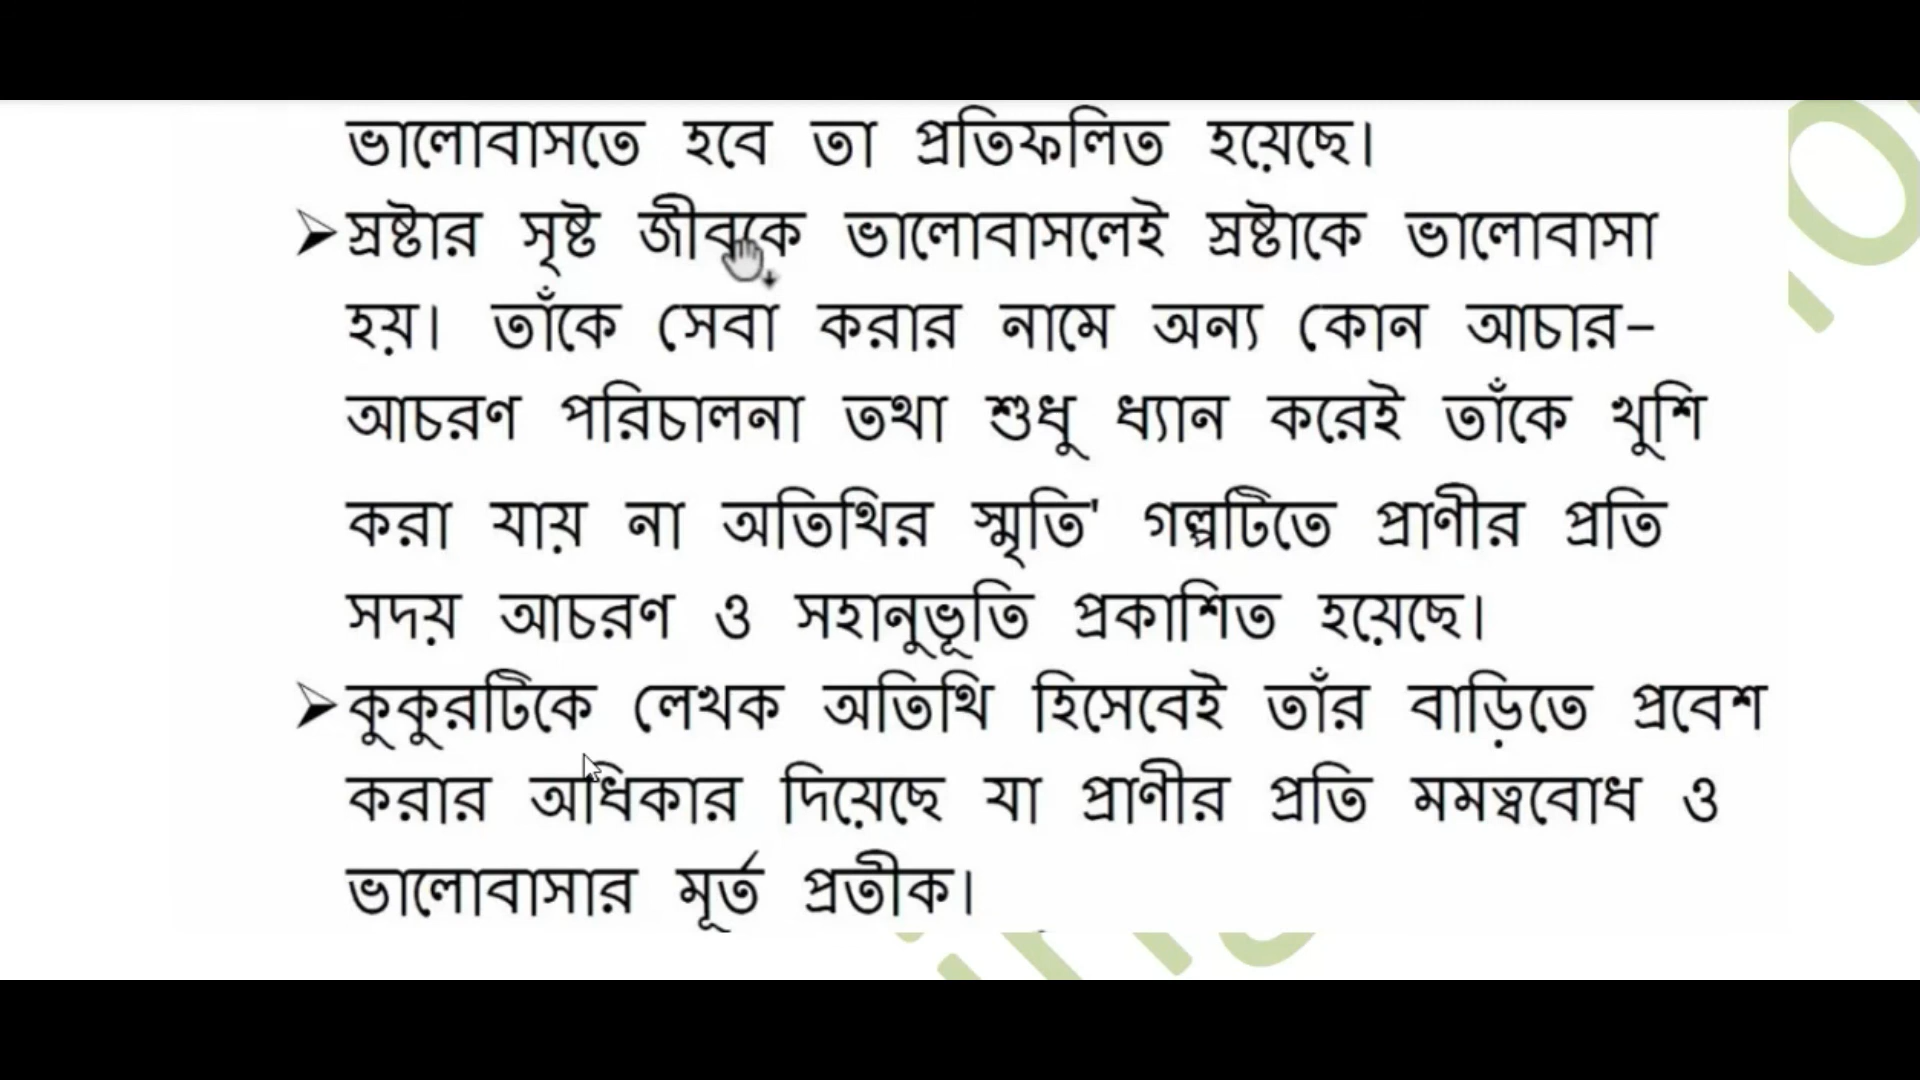 ভালোবাসতে হবে তা প্রতিফলিত হয়েছে।
➢স্রষ্টার সৃষ্ট জীবকে ভালোবাসলেই স্রষ্টাকে ভালোবাসা
হয়। তাঁকে সেবা করার নামে অন্য কোন আচার-
আচরণ পরিচালনা তথা শুধু ধ্যান করেই তাঁকে খুশি
করা যায় না অতিথির স্মৃতি' গল্পটিতে প্রাণীর প্রতি
সদয় আচরণ ও সহানুভূতি প্রকাশিত হয়েছে।
➢কুকুরটিকে লেখক অতিথি হিসেবেই তাঁর বাড়িতে প্রবেশ
করার অধিকার দিয়েছে যা প্রাণীর প্রতি মমত্ববোধ ও
ভালোবাসার মূর্ত প্রতীক।